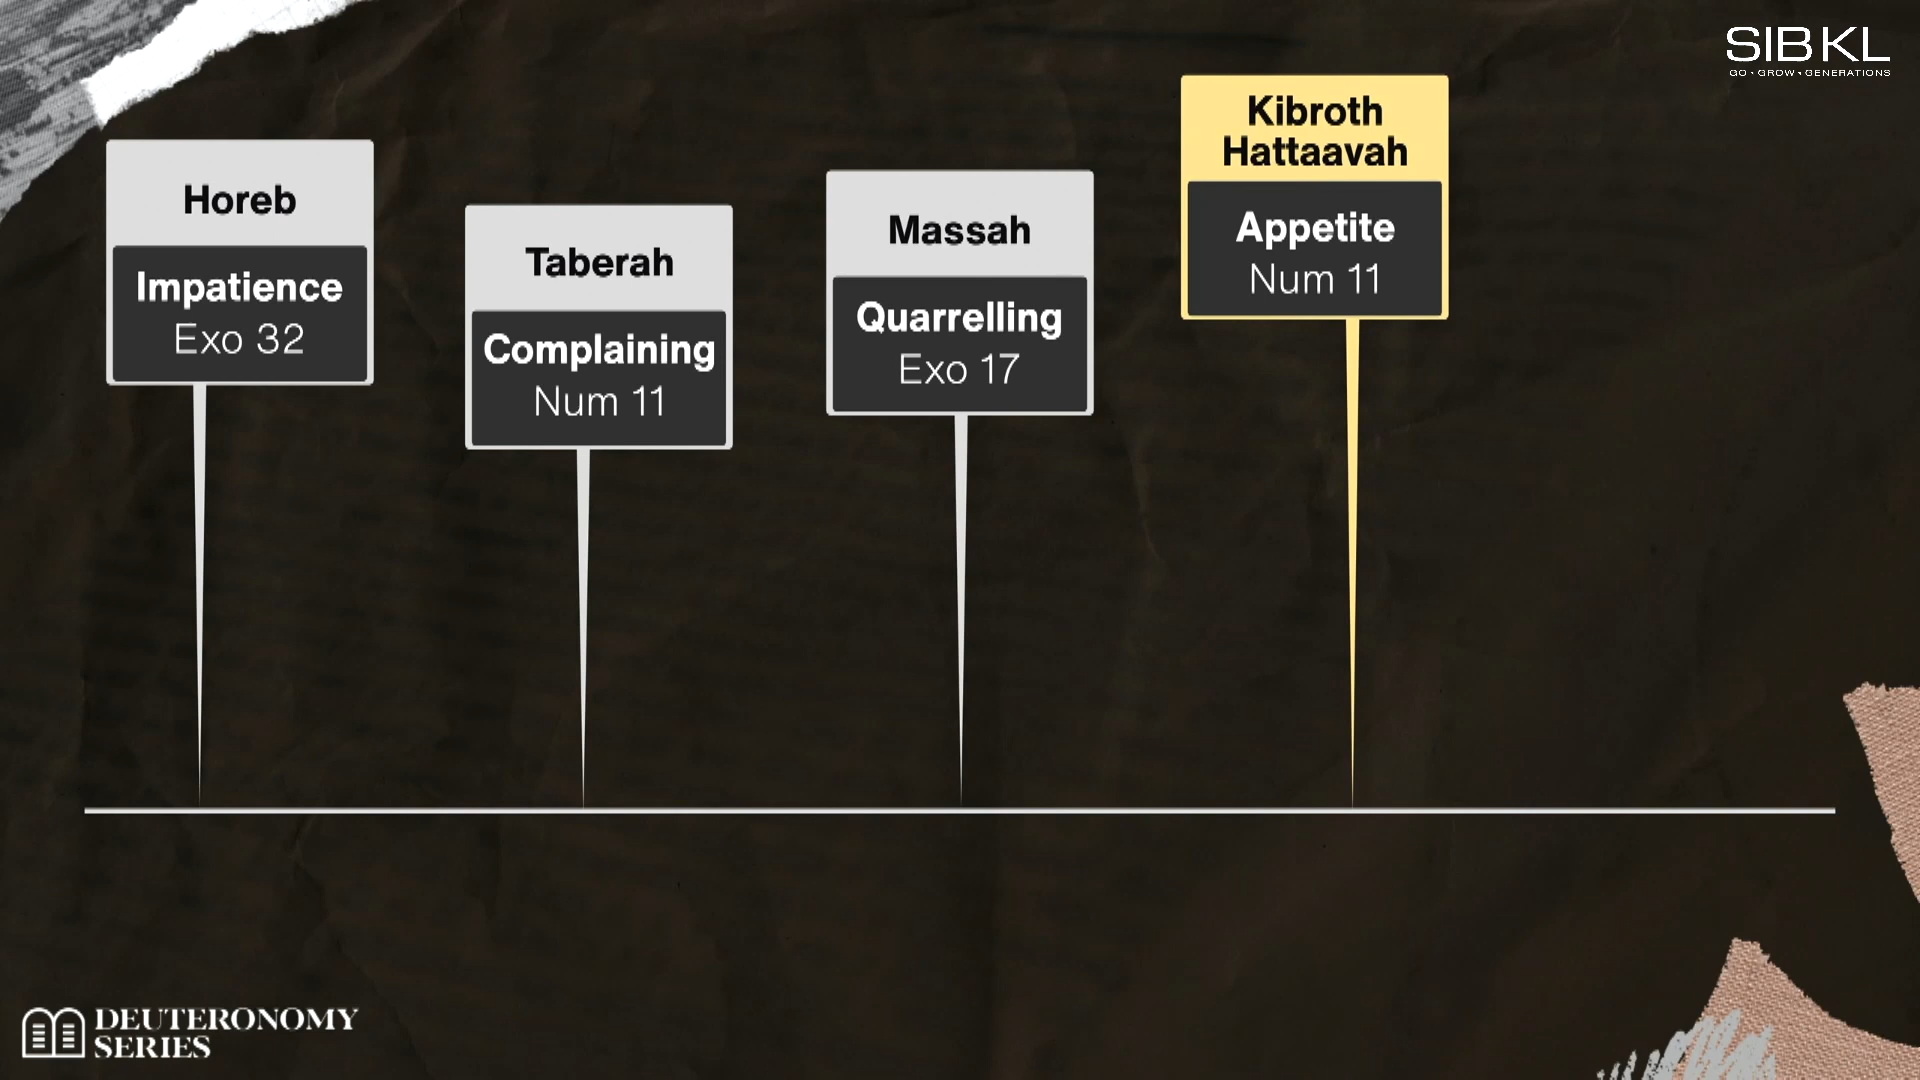 SIBKL
GO • GROW • GENERATIONS
Horeb
Impatience
Exo 32
Taberah
Complaining
Num 11
Massah
Quarrelling
Exo 17
Kibroth
Hattaavah
Appetite
Num 11
DEUTERONOMY
SERIES